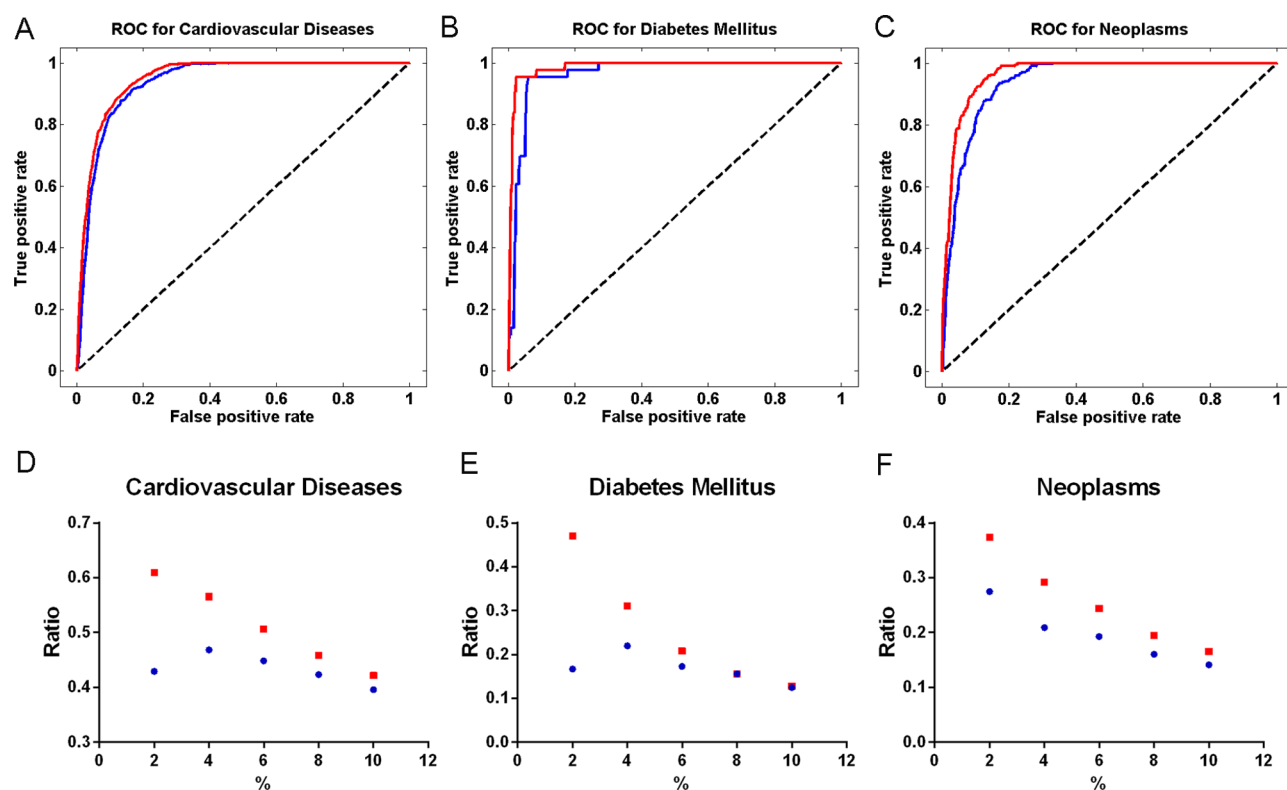 A
ROC for Cardiovascular Diseases
True positive rate
1
0.8
0.6
0.4
0.2
0
0 0.2 0.4 0.6 0.8 1
False positive rate
B
ROC for Diabetes Mellitus
True positive rate
1
0.8
0.6
0.4
0.2
0
0 0.2 0.4 0.6 0.8 1
False positive rate
C
ROC for Neoplasms
True positive rate
1
0.8
0.6
0.4
0.2
0
0 0.2 0.4 0.6 0.8 1
False positive rate
D
Cardiovascular Diseases
Ratio
0.7
0.6
0.5
0.4
0.3
0 2 4 6 8 10 12
%
E
Diabetes Mellitus
Ratio
0.5
0.4
0.3
0.2
0.1
0.0
0 2 4 6 8 10 12
%
F
Neoplasms
Ratio
0.4
0.3
0.2
0.1
0.0
0 2 4 6 8 10 12
%